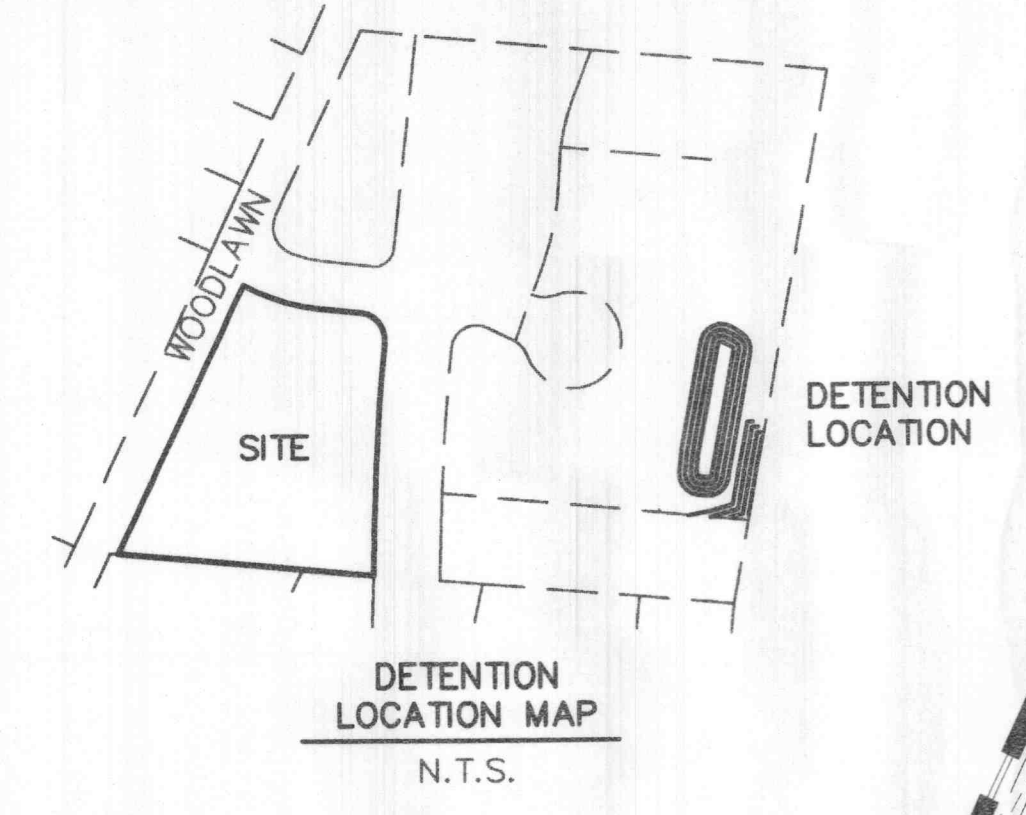 WOODLAWN
SITE
DETENTION
LOCATION
DETENTION
LOCATION MAP
N.T.S.